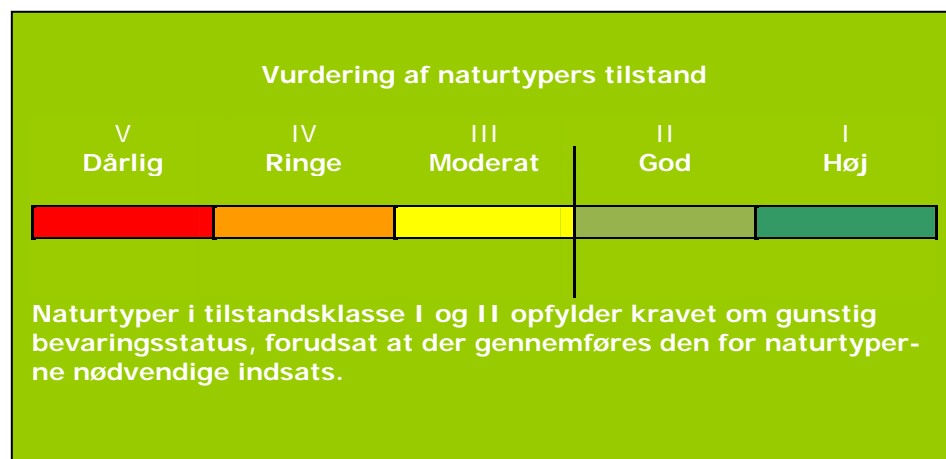 Vurdering af naturtypers tilstand
V IV III II I
Dårlig Ringe Moderat God Høj
Naturtyper i tilstandsklasse I og II opfylder kravet om gunstig
bevaringsstatus, forudsat at der gennemføres den for naturtyper-
ne nødvendige indsats.